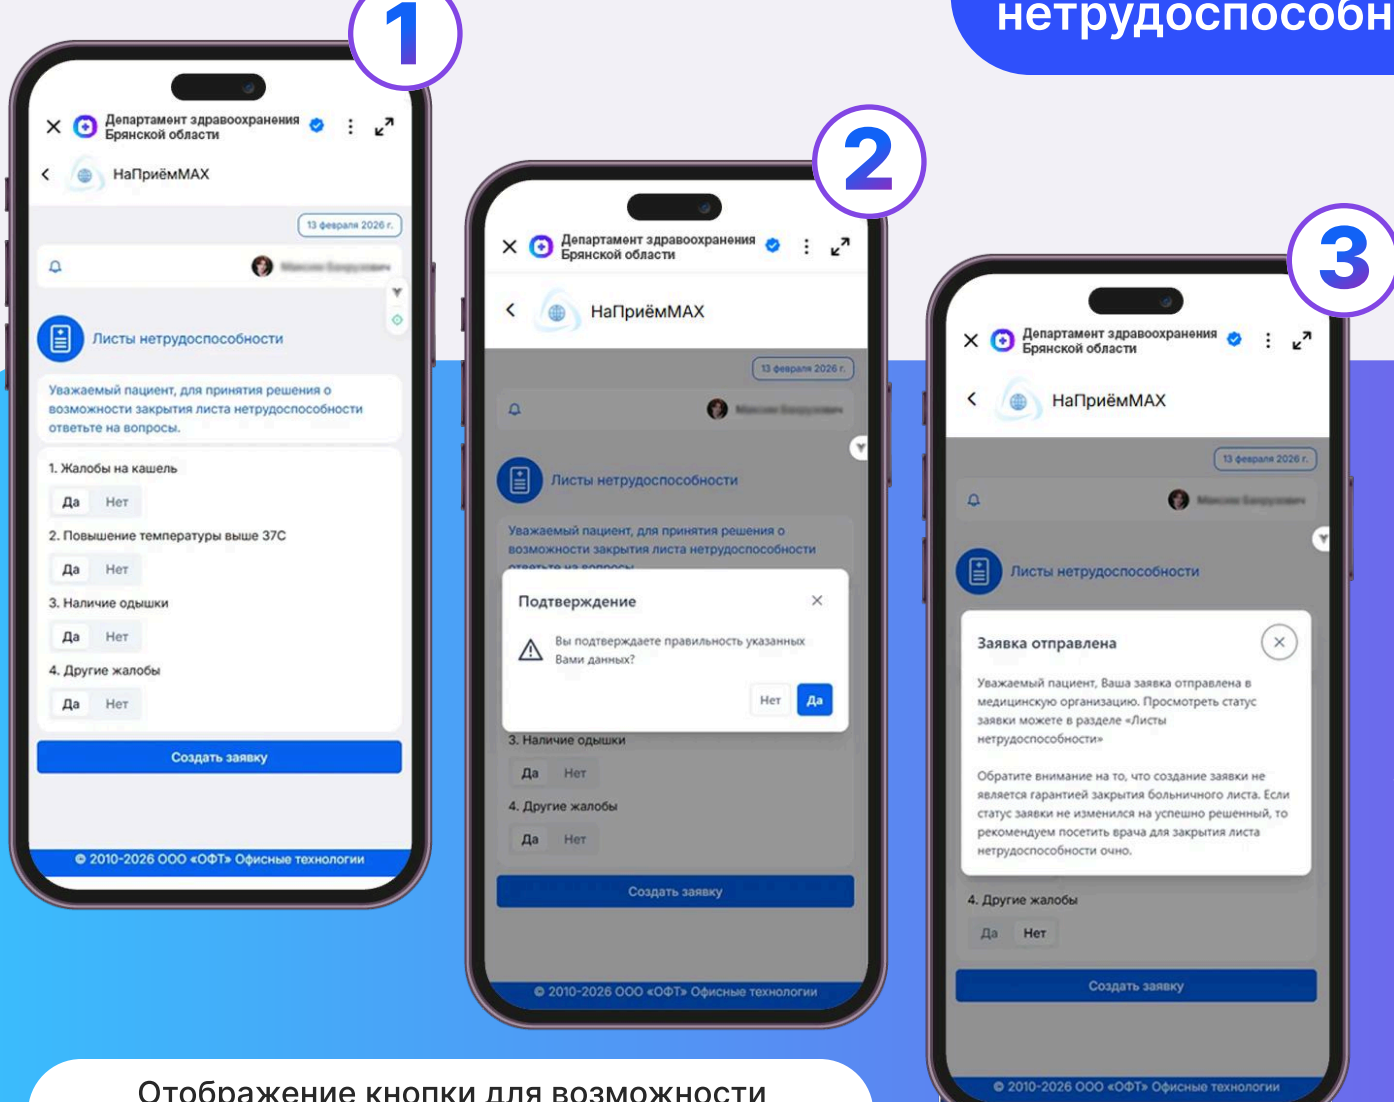 нетрудоспособн
1
Департамент здравоохранения
Брянской области
НаПриёмМАХ
13 февраля 2026 г.
Листы нетрудоспособности
Уважаемый пациент, для принятия решения о
возможности закрытия листа нетрудоспособности
ответьте на вопросы.
1. Жалобы на кашель
Да Нет
2. Повышение температуры выше 37С
Да Нет
3. Наличие одышки
Да Нет
4. Другие жалобы
Да Нет
Создать заявку
© 2010-2026 ООО «ОФТ» Офисные технологии
2
Департамент здравоохранения
Брянской области
НаПриёмМАХ
13 февраля 2026 г.
Листы нетрудоспособности
Уважаемый пациент, для принятия решения о
возможности закрытия листа нетрудоспособности
ответьте на вопросы.
Подтверждение
Вы подтверждаете правильность указанных
Вами данных?
Нет Да
3. Наличие одышки
Да Нет
4. Другие жалобы
Да Нет
Создать заявку
© 2010-2026 ООО «ОФТ» Офисные технологии
3
Департамент здравоохранения
Брянской области
НаПриёмМАХ
13 февраля 2026 г.
Листы нетрудоспособности
Заявка отправлена
Уважаемый пациент, Ваша заявка отправлена в
медицинскую организацию. Просмотреть статус
заявки можете в разделе «Листы
нетрудоспособности»
Обратите внимание на то, что создание заявки не
является гарантией закрытия больничного листа. Если
статус заявки не изменился на успешно решенный, то
рекомендуем посетить врача для закрытия листа
нетрудоспособности очно.
4. Другие жалобы
Да Нет
Создать заявку
© 2010-2026 ООО «ОФТ» Офисные технологии
Отображение кнопки для возможности